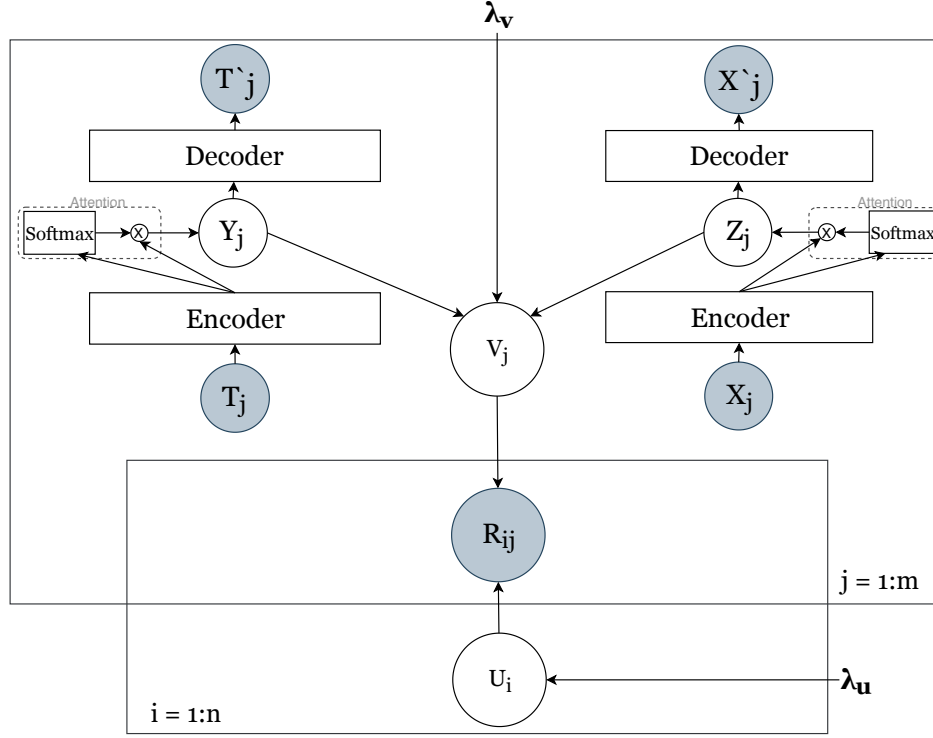 λv
T`j
X`j
Decoder
Decoder
Attention
Attention
Softmax
X
Yj
Zj
X
Softmax
Encoder
Encoder
Vj
Tj
Xj
Rij
j = 1:m
Ui
λu
i = 1:n